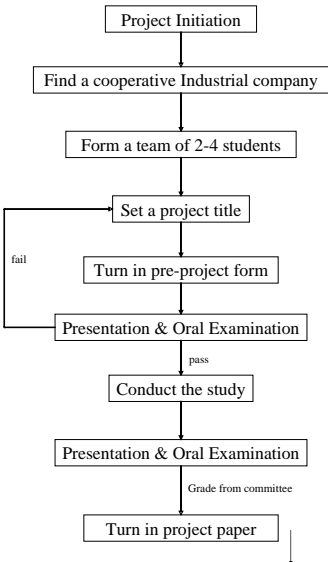 Project Initiation
Find a cooperative Industrial company
Form a team of 2-4 students
Set a project title
fail
Turn in pre-project form
Presentation & Oral Examination
pass
Conduct the study
Presentation & Oral Examination
Grade from committee
Turn in project paper